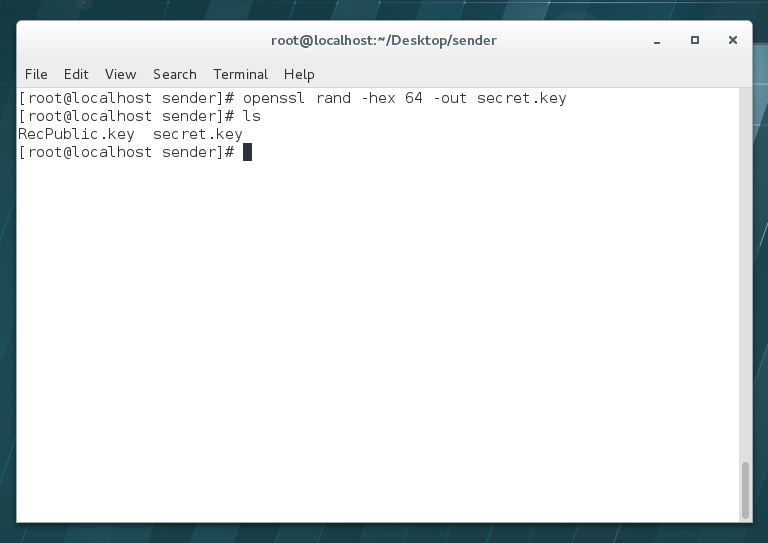 root@localhost:~/Desktop/sender
File Edit View Search Terminal Help
[root@localhost sender]# openssl rand -hex 64 -out secret.key
[root@localhost sender]# ls
RecPublic.key  secret.key
[root@localhost sender]#